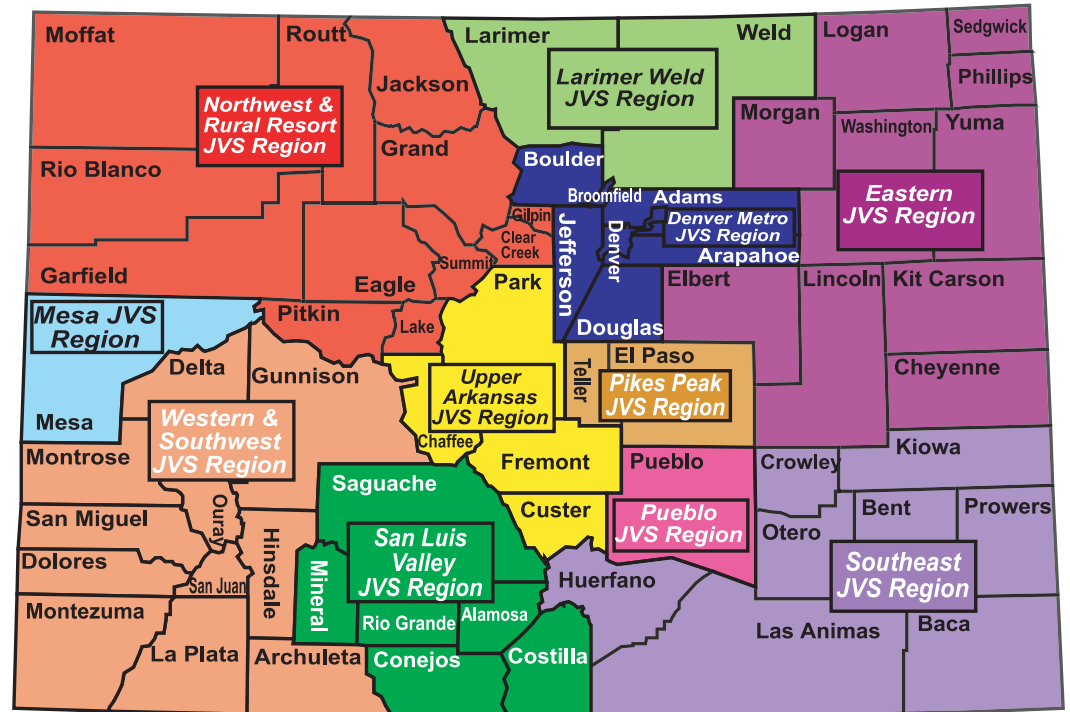 Moffat
Routt
Larimer
Weld
Logan
Sedgwick
Jackson
Larimer Weld
JVS Region
Phillips
Northwest &
Rural Resort
JVS Region
Morgan
Washington
Yuma
Rio Blanco
Grand
Boulder
Broomfield
Adams
Eastern
JVS Region
Gilpin
Jefferson
Denver
Denver Metro
JVS Region
Clear
Creek
Arapahoe
Garfield
Eagle
Summit
Park
Elbert
Lincoln
Kit Carson
Mesa JVS
Region
Pitkin
Lake
Douglas
Delta
Gunnison
Teller
El Paso
Cheyenne
Upper
Arkansas
JVS Region
Pikes Peak
JVS Region
Mesa
Western &
Southwest
JVS Region
Chaffee
Montrose
Fremont
Pueblo
Crowley
Kiowa
Saguache
Ouray
San Miguel
Custer
Pueblo
JVS Region
Otero
Bent
Prowers
Hinsdale
San Luis
Valley
JVS Region
Dolores
San Juan
Mineral
Huerfano
Southeast
JVS Region
Montezuma
Rio Grande
Alamosa
Las Animas
Baca
La Plata
Archuleta
Conejos
Costilla